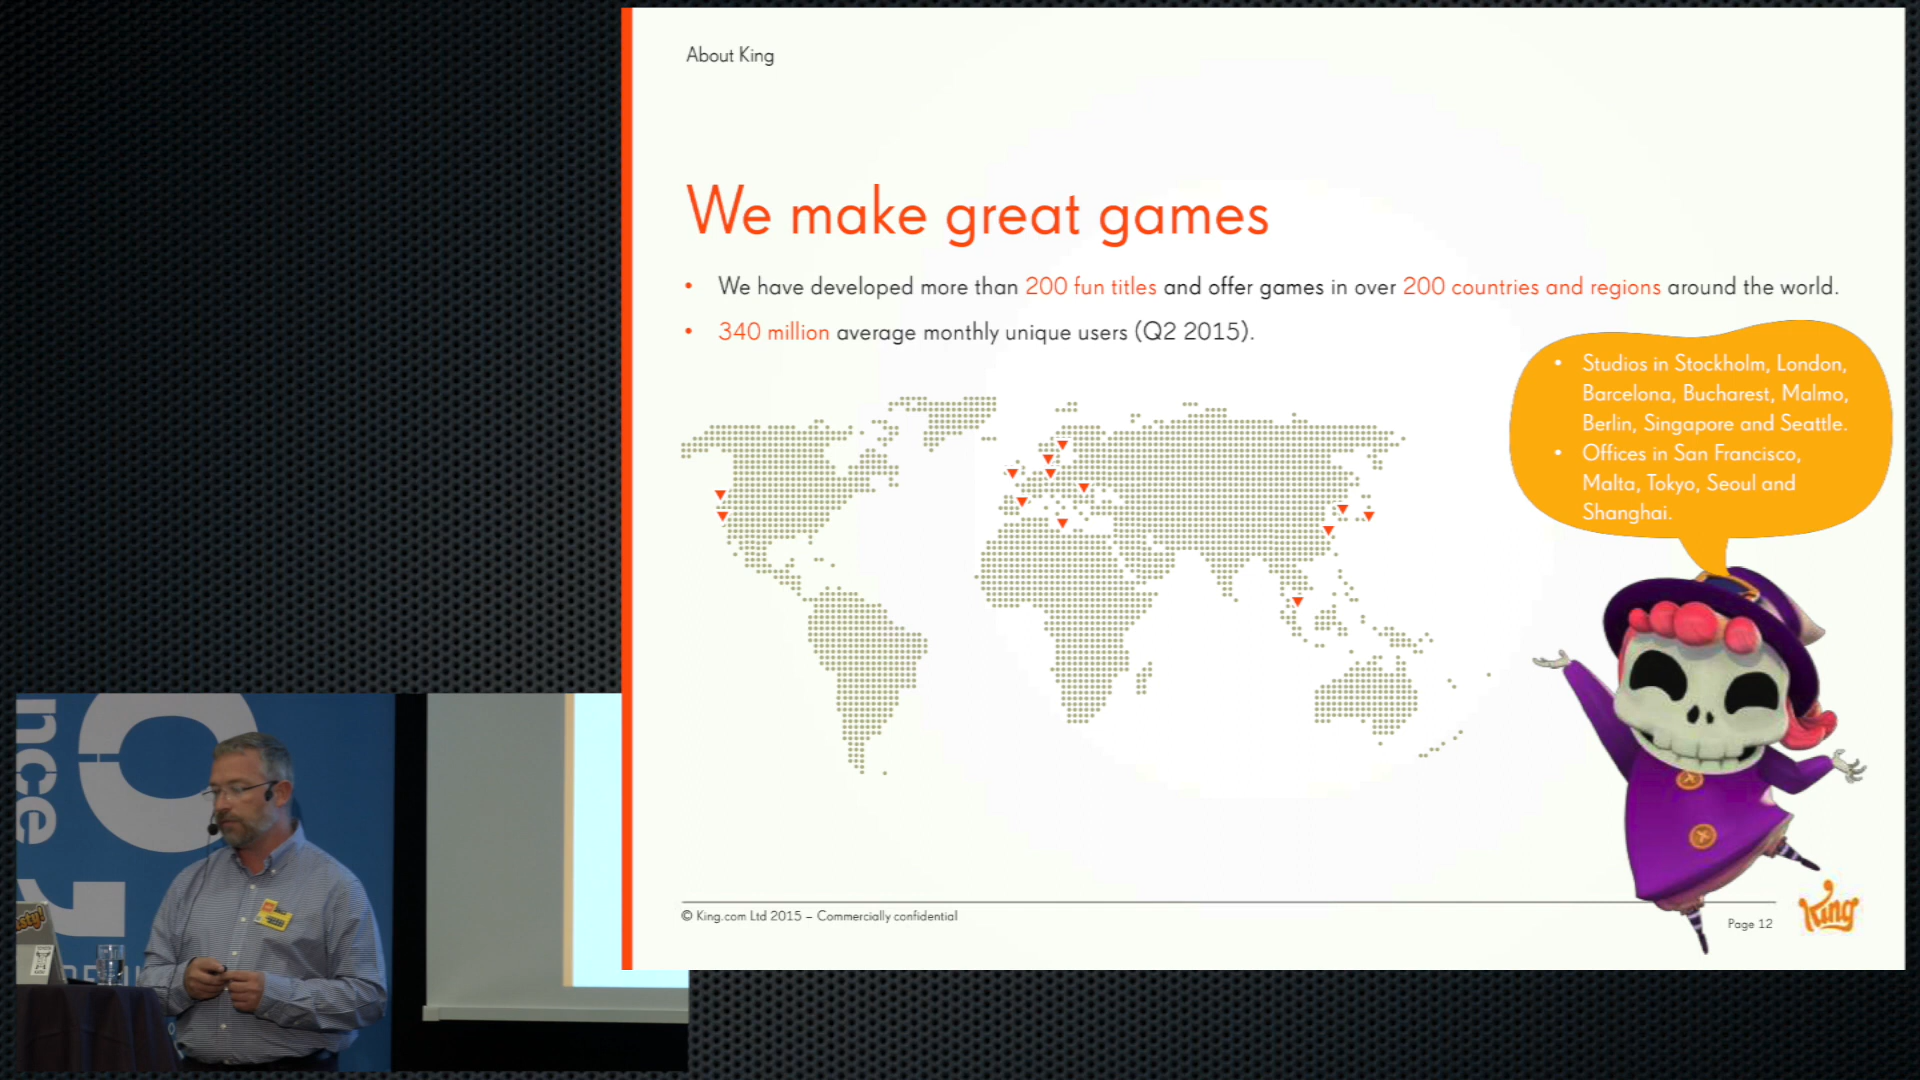 About King
We make great games
• We have developed more than 200 fun titles and offer games in over 200 countries and regions around the world.
• 340 million average monthly unique users (Q2 2015).
• Studios in Stockholm, London,
Barcelona, Bucharest, Malmo,
Berlin, Singapore and Seattle.
• Offices in San Francisco,
Malta, Tokyo, Seoul and
Shanghai.
© King.com Ltd 2015 – Commercially confidential
Page 12
King
nce